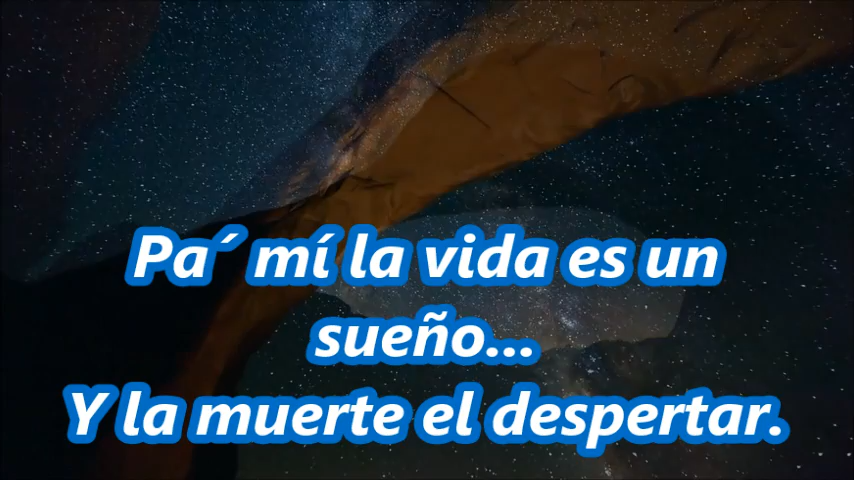 Pa´ mí la vida es un
sueño...
Y la muerte el despertar.